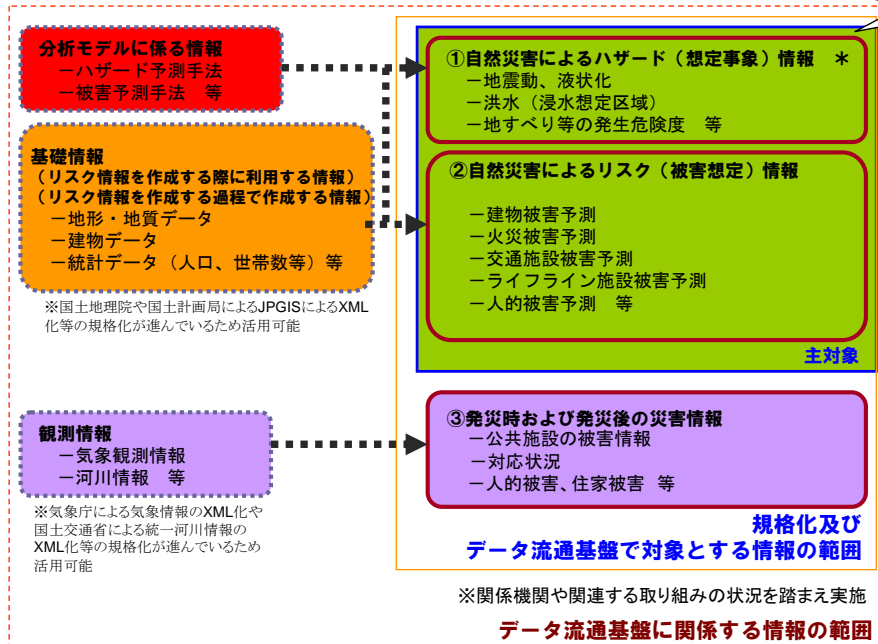 分析モデルに係る情報
－ハザード予測手法
－被害予測手法　等
基礎情報
（リスク情報を作成する際に利用する情報）
（リスク情報を作成する過程で作成する情報）
－地形・地質データ
－建物データ
－統計データ（人口、世帯数等）等
※国土地理院や国土計画局によるJPGISによるXML
化等の規格化が進んでいるため活用可能
観測情報
－気象観測情報
－河川情報　等
※気象庁による気象情報のXML化や
国土交通省による統一河川情報の
XML化等の規格化が進んでいるため
活用可能
①自然災害によるハザード（想定事象）情報　＊
－地震動、液状化
－洪水（浸水想定区域）
－地すべり等の発生危険度　等
②自然災害によるリスク（被害想定）情報
－建物被害予測
－火災被害予測
－交通施設被害予測
－ライフライン施設被害予測
－人的被害予測　等
主対象
③発災時および発災後の災害情報
－公共施設の被害情報
－対応状況
－人的被害、住家被害　等
規格化及び
データ流通基盤で対象とする情報の範囲
※関係機関や関連する取り組みの状況を踏まえ実施
データ流通基盤に関係する情報の範囲